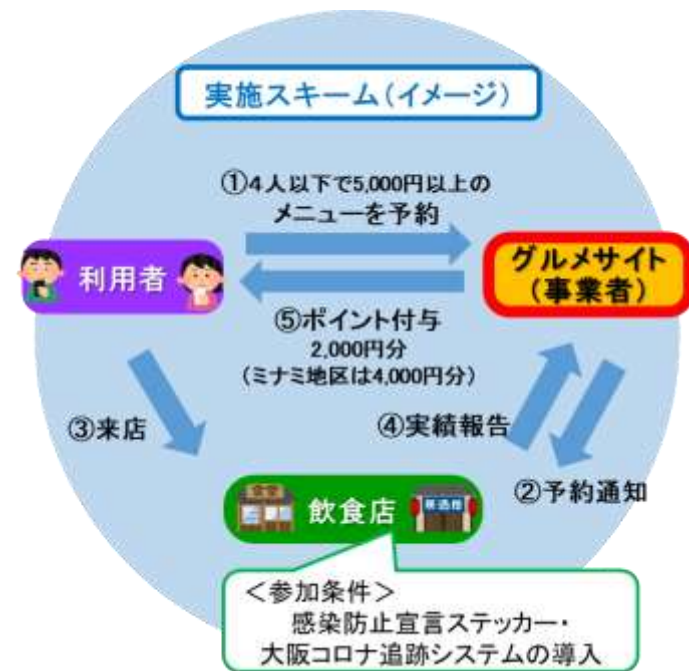 実施スキーム(イメージ)
①4人以下で5,000円以上の
メニューを予約
利用者
グルメサイト
(事業者)
⑤ポイント付与
2,000円分
(ミナミ地区は4,000円分)
③来店
④実績報告
②予約通知
飲食店
<参加条件>
感染防止宣言ステッカー・
大阪コロナ追跡システムの導入